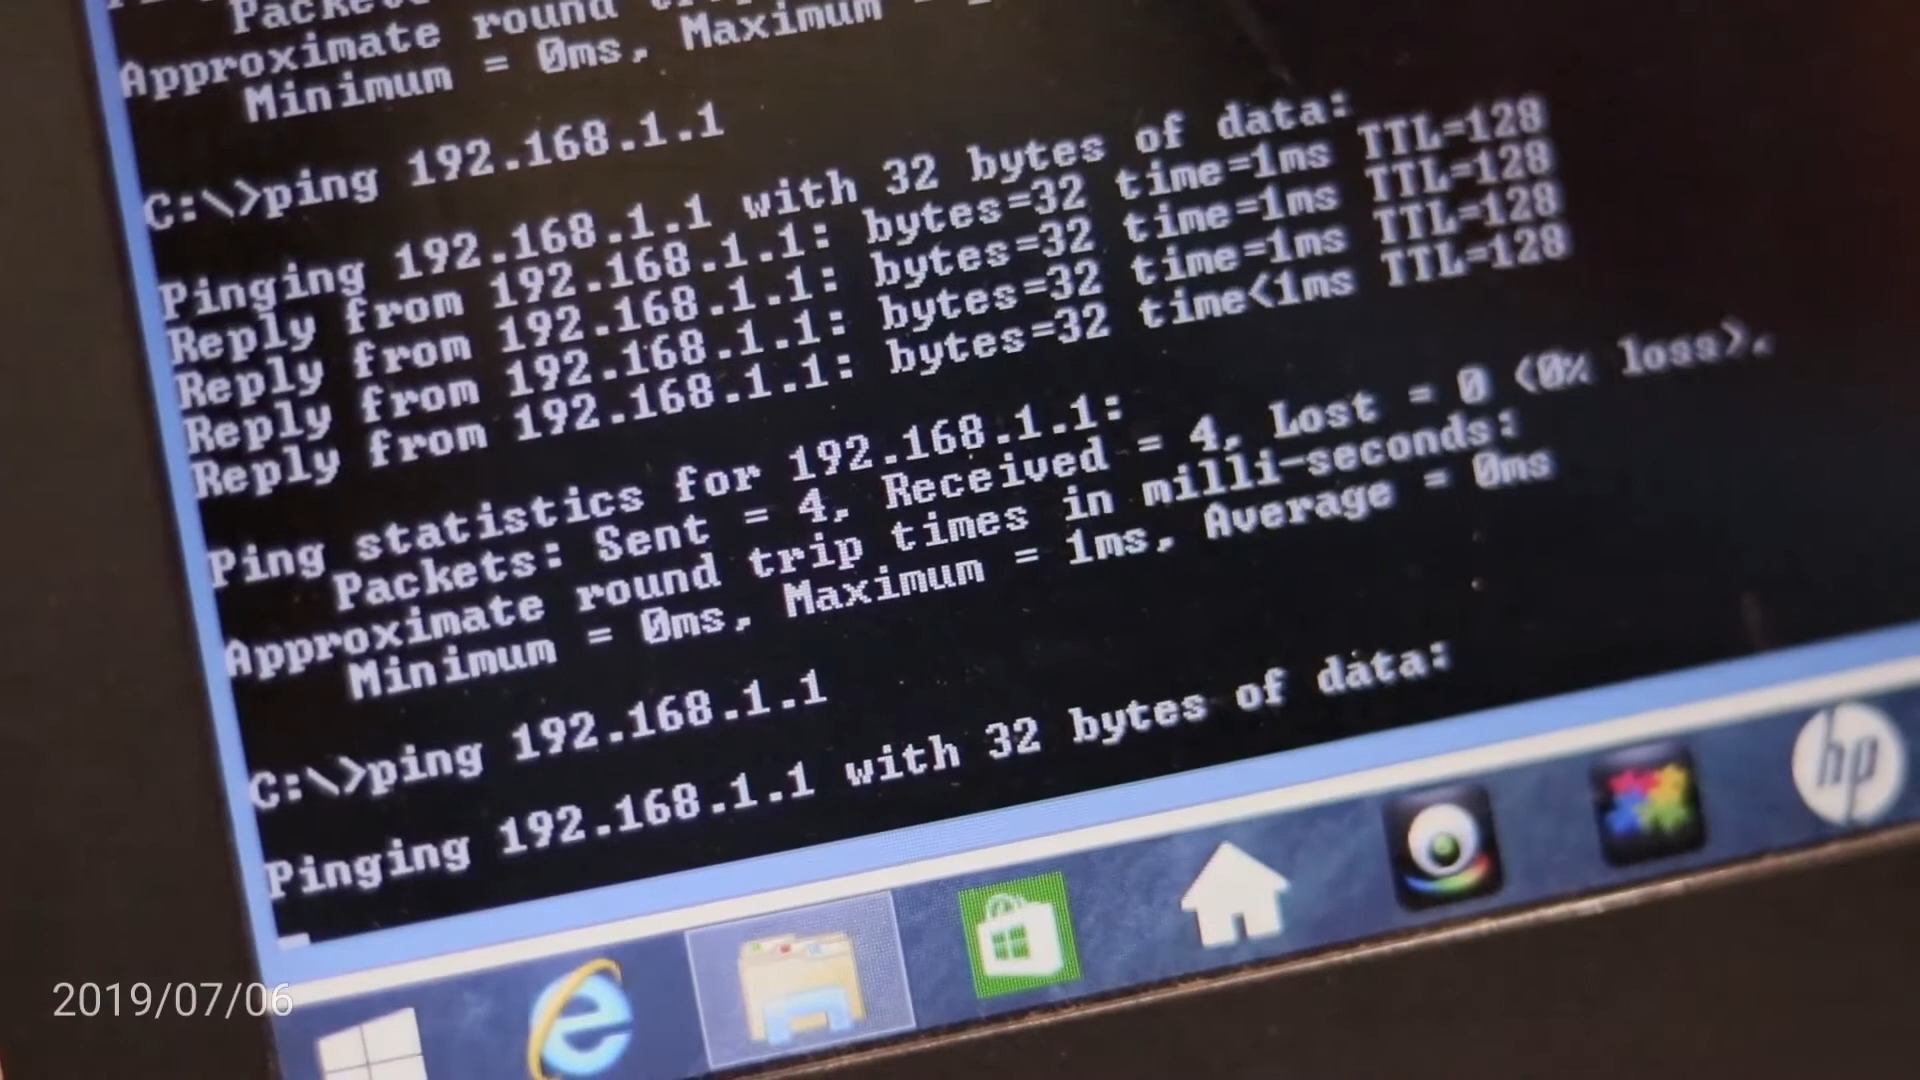 Approximate round
Minimum = 0ms, Maximum =
C:\>ping 192.168.1.1
Pinging 192.168.1.1 with 32 bytes of data:
Reply from 192.168.1.1: bytes=32 time=1ms TTL=128
Reply from 192.168.1.1: bytes=32 time=1ms TTL=128
Reply from 192.168.1.1: bytes=32 time=1ms TTL=128
Reply from 192.168.1.1: bytes=32 time<1ms TTL=128
Ping statistics for 192.168.1.1:
Packets: Sent = 4, Received = 4, Lost = 0 (0% loss),
Approximate round trip times in milli-seconds:
Minimum = 0ms, Maximum = 1ms, Average = 0ms
C:\>ping 192.168.1.1
Pinging 192.168.1.1 with 32 bytes of data:
hp
2019/07/06